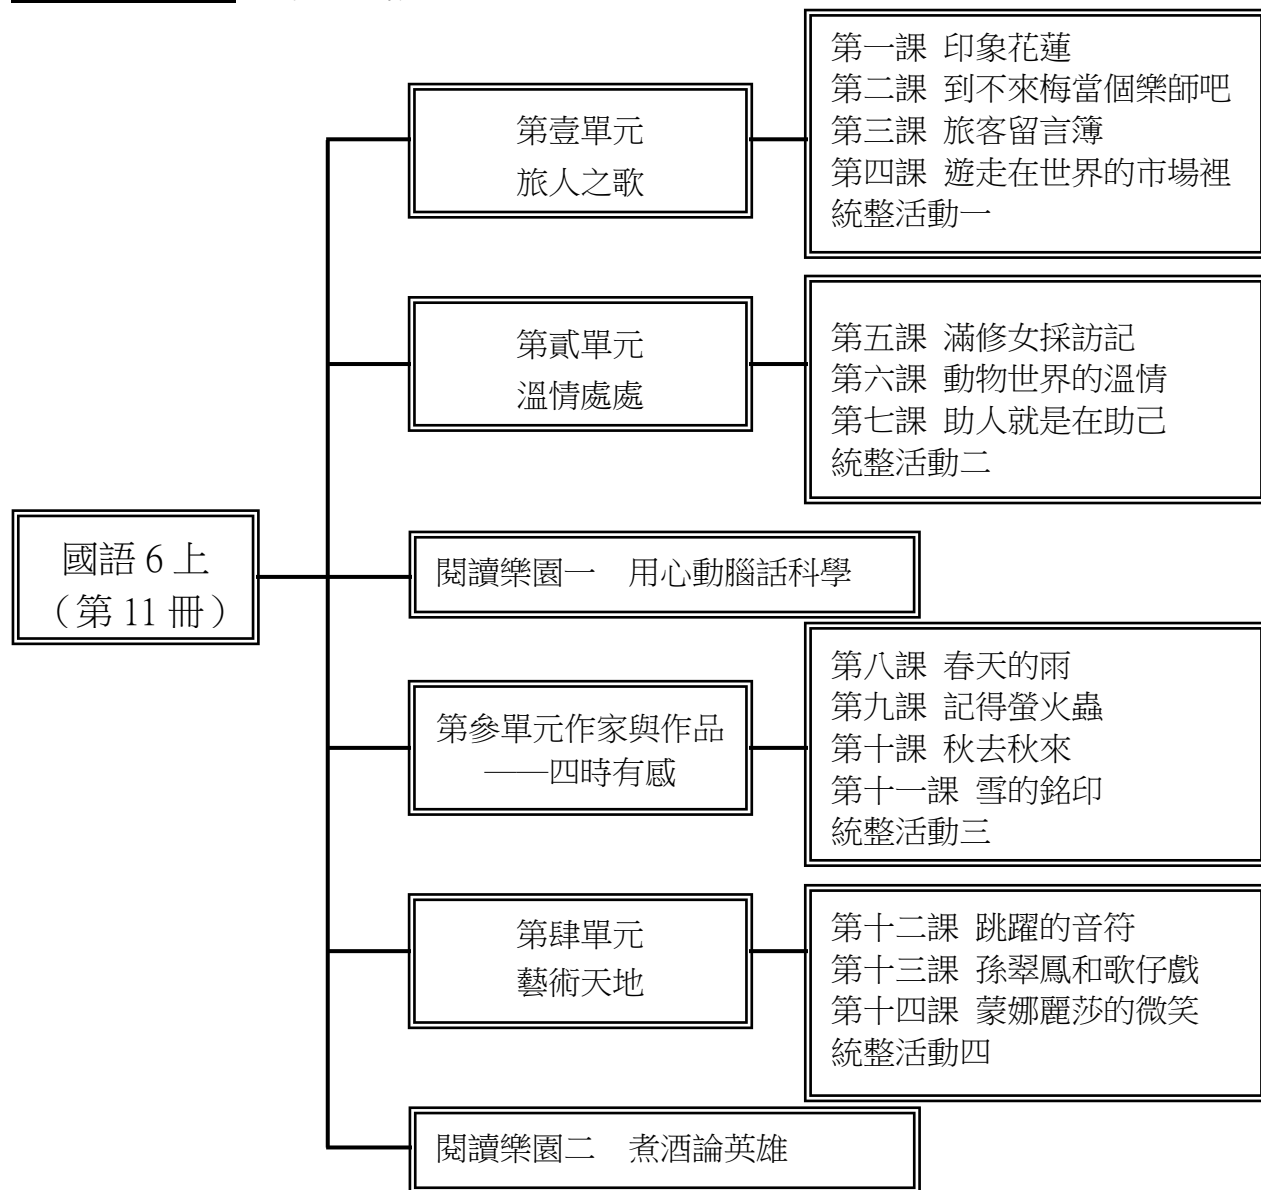 國語 6 上
（第 11 冊）
第壹單元
旅人之歌
第一課 印象花蓮
第二課 到不來梅當個樂師吧
第三課 旅客留言簿
第四課 遊走在世界的市場裡
統整活動一
第貳單元
溫情處處
第五課 滿修女採訪記
第六課 動物世界的溫情
第七課 助人就是在助己
統整活動二
閱讀樂園一　用心動腦話科學
第參單元作家與作品
——四時有感
第八課 春天的雨
第九課 記得螢火蟲
第十課 秋去秋來
第十一課 雪的銘印
統整活動三
第肆單元
藝術天地
第十二課 跳躍的音符
第十三課 孫翠鳳和歌仔戲
第十四課 蒙娜麗莎的微笑
統整活動四
閱讀樂園二　煮酒論英雄